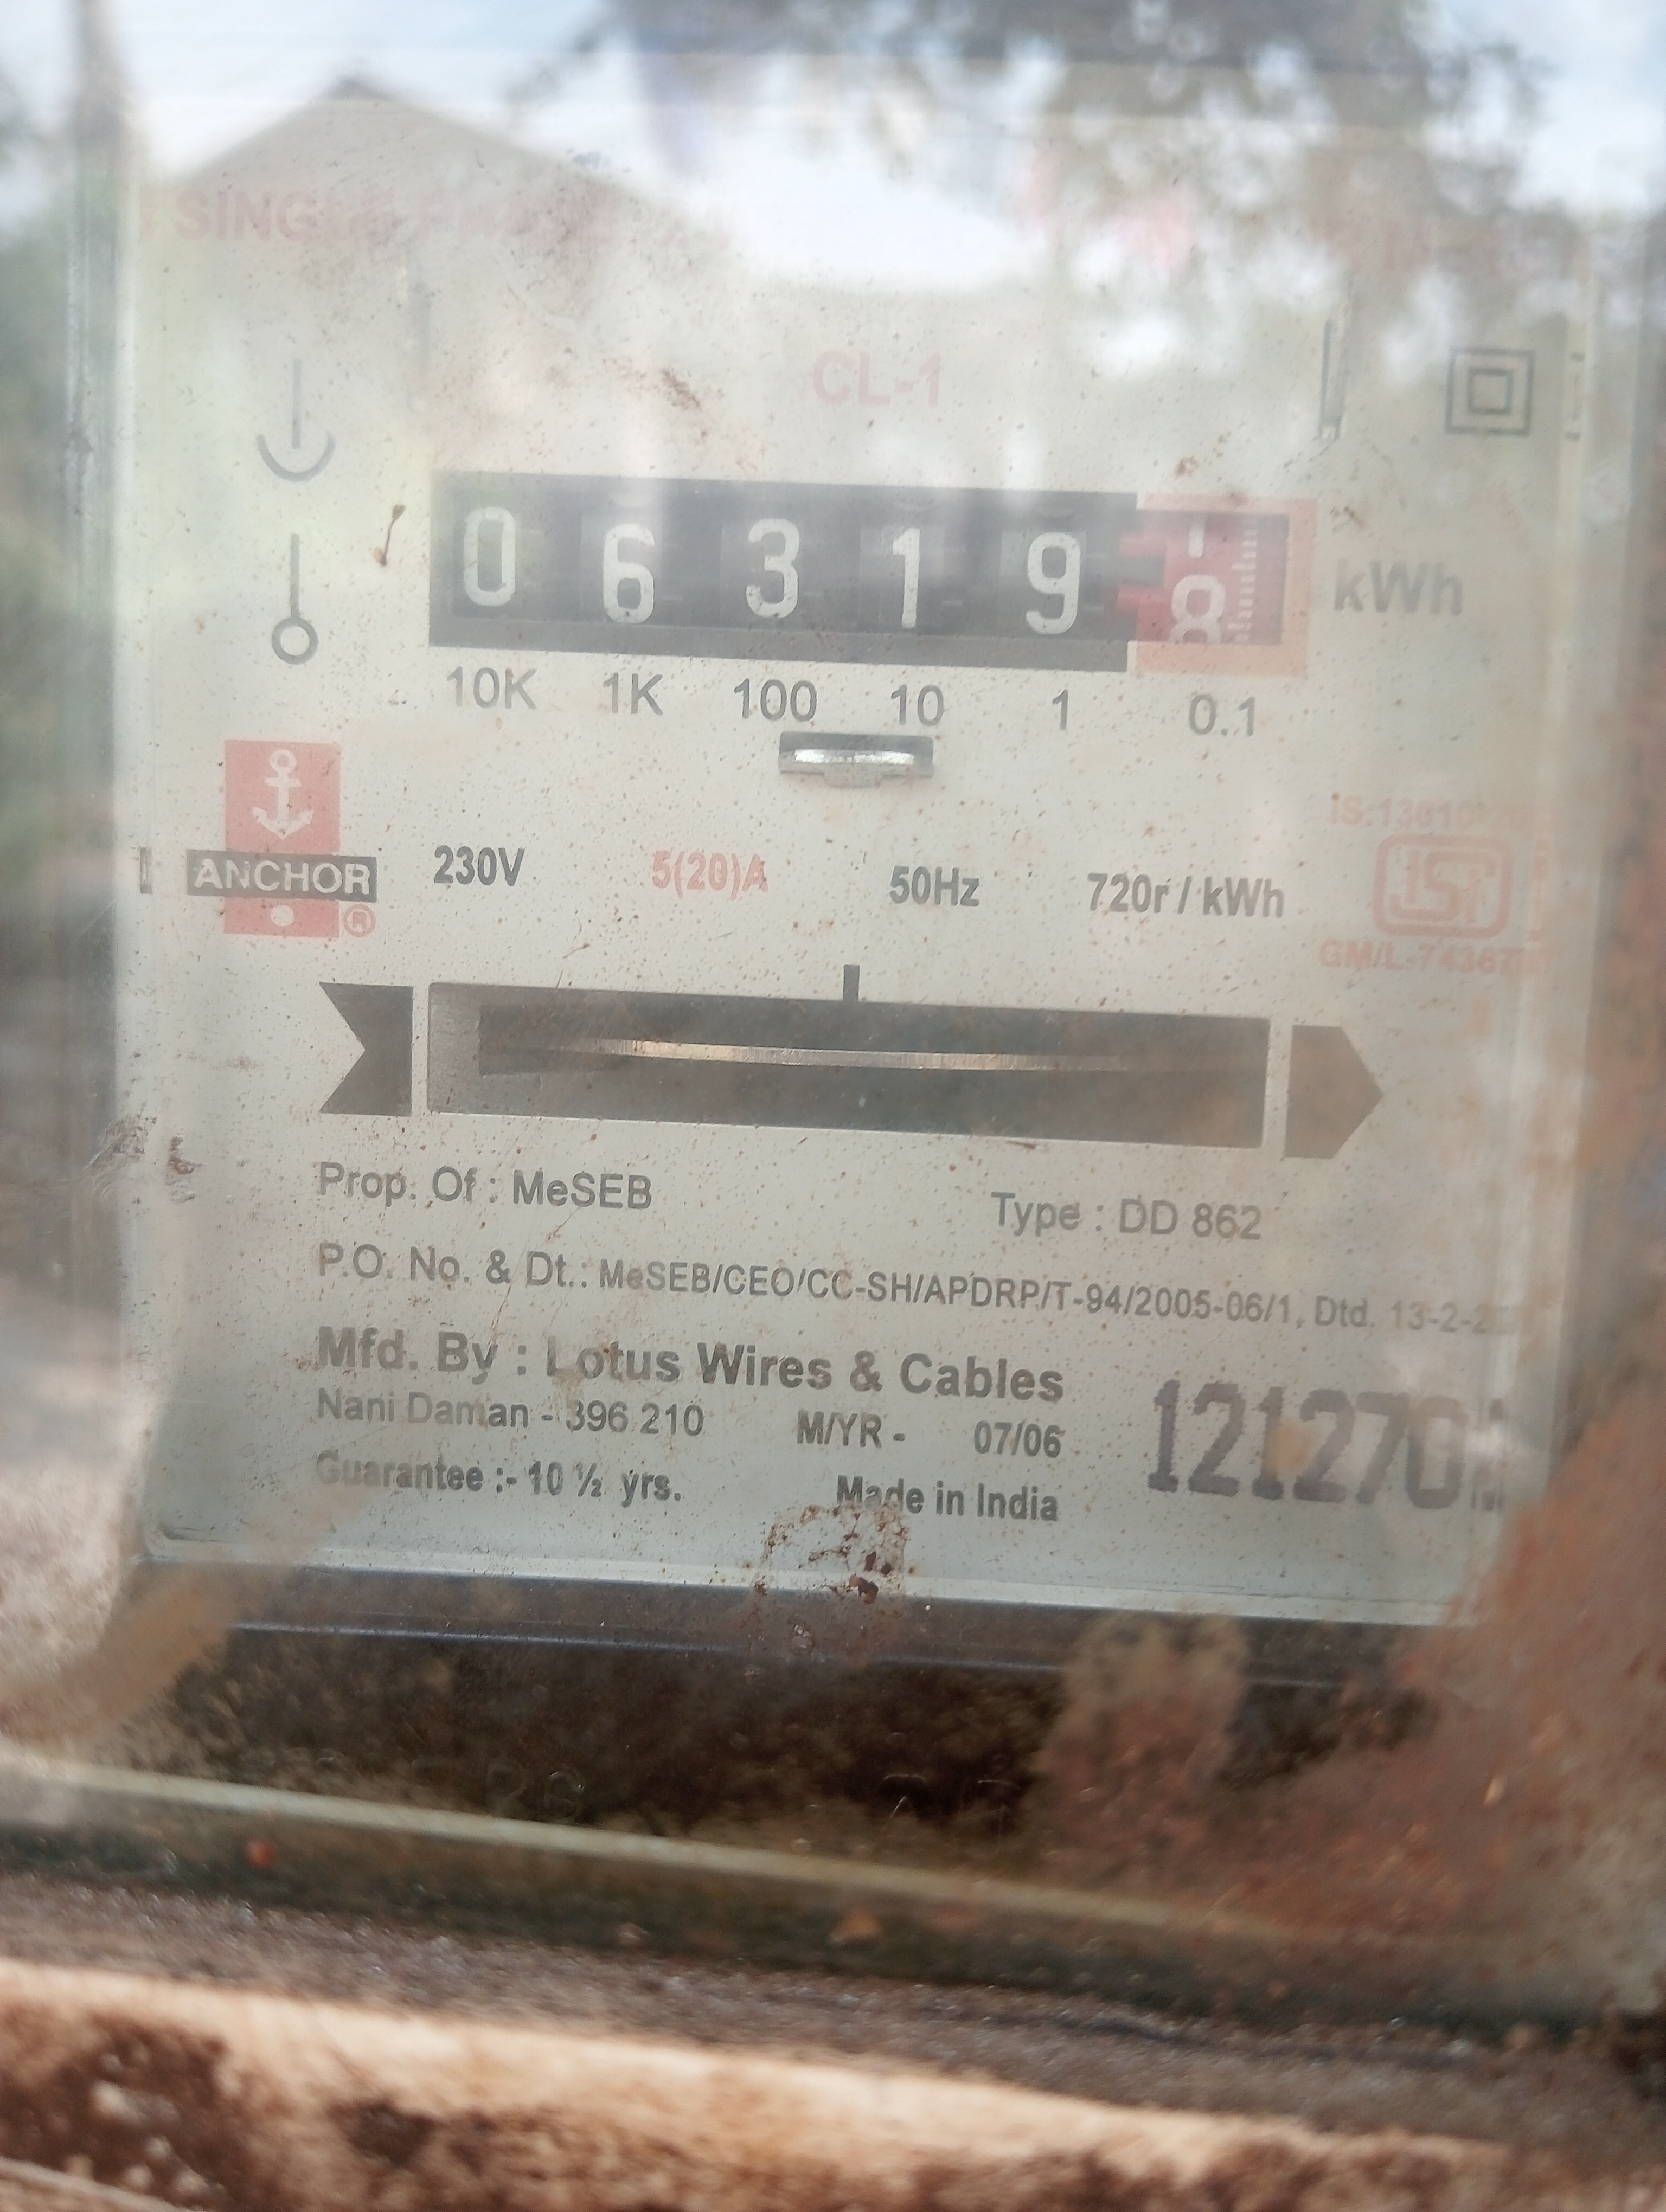 CL-1
0 6 3 1 9 8 kWh
10K 1K 100 10 1 0.1
ANCHOR ®
230V 5(20)A 50Hz 720r / kWh
ISI
Prop. Of : MeSEB
Type : DD 862
P.O. No. & Dt.: MeSEB/CEO/CC-SH/APDRP/T-94/2005-06/1, Dtd.
Mfd. By : Lotus Wires & Cables
Nani Daman - 396 210 M/YR - 07/06
121270
Guarantee :- 10 ½ yrs. Made in India